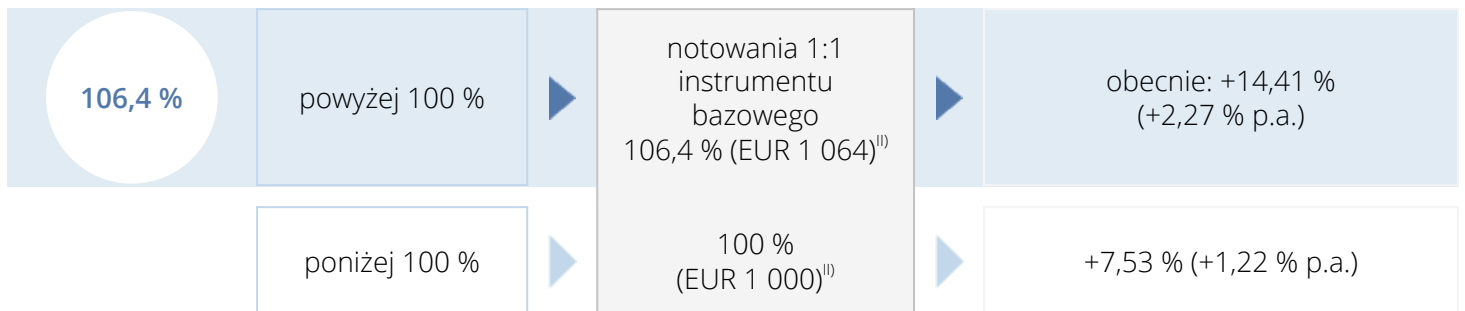 106,4 %
powyżej 100 %
notowania 1:1
instrumentu
bazowego
106,4 % (EUR 1 064)II)
obecnie: +14,41 %
(+2,27 % p.a.)
poniżej 100 %
100 %
(EUR 1 000)II)
+7,53 % (+1,22 % p.a.)